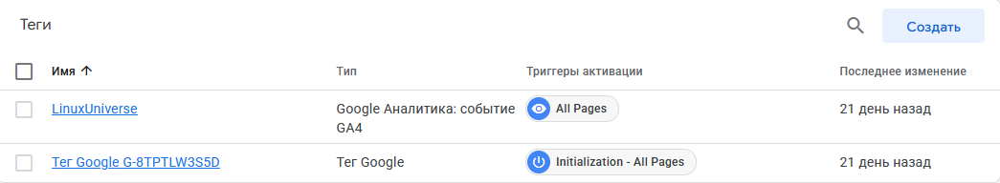 Теги
Создать
Имя Тип Триггеры активации Последнее изменение
LinuxUniverse Google Аналитика: событие GA4 All Pages 21 день назад
Тег Google G-8TPTLW3S5D Тег Google Initialization - All Pages 21 день назад